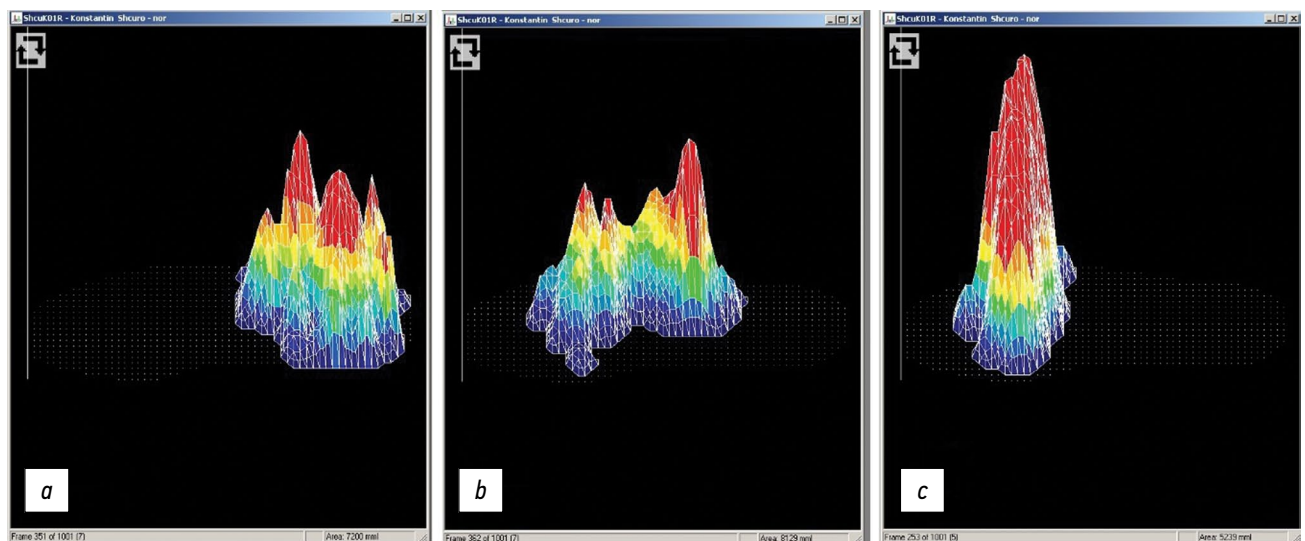 ShcuK01R - Konstantin Shcuro - nor
ShcuK01R - Konstantin Shcuro - nor
ShcuK01R - Konstantin Shcuro - nor
a
b
c
Frame 351 of 1001 (7)
Area: 7200 mml
Frame 362 of 1001 (7)
Area: 8129 mml
Frame 253 of 1001 (5)
Area: 5239 mml